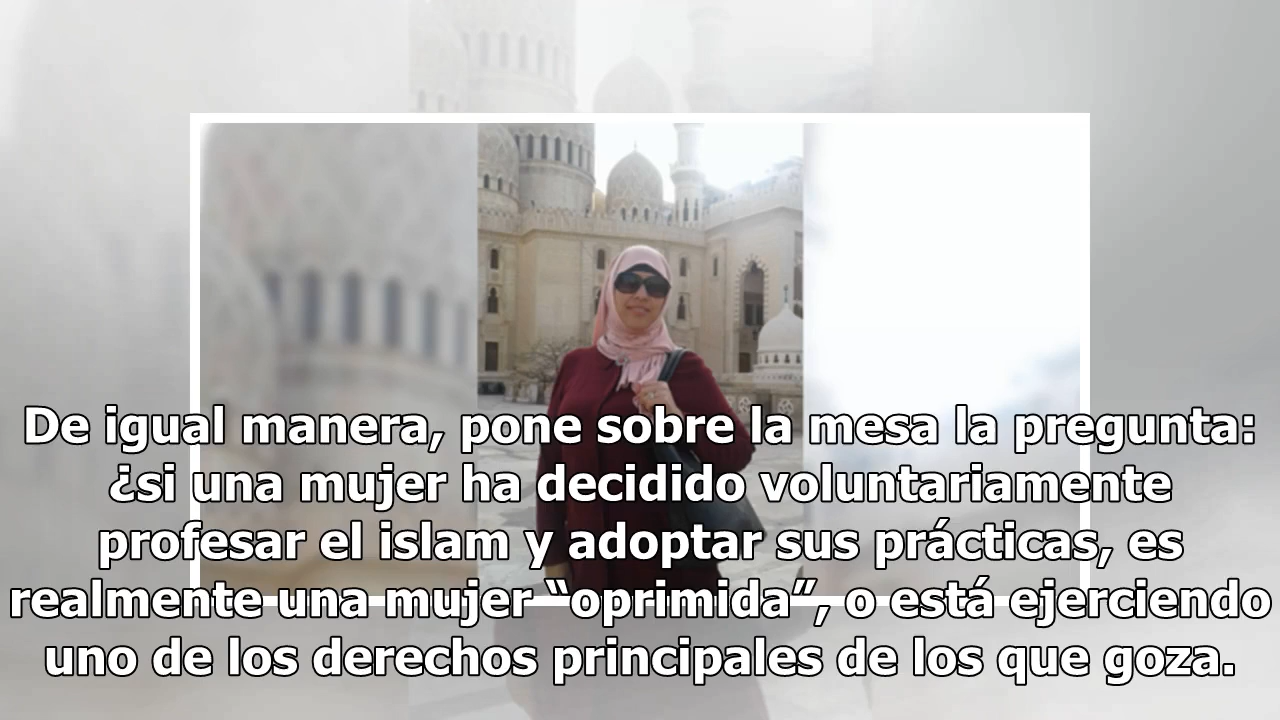 De igual manera, pone sobre la mesa la pregunta:
¿si una mujer ha decidido voluntariamente
profesar el islam y adoptar sus prácticas, es
realmente una mujer “oprimida”, o está ejerciendo
uno de los derechos principales de los que goza.